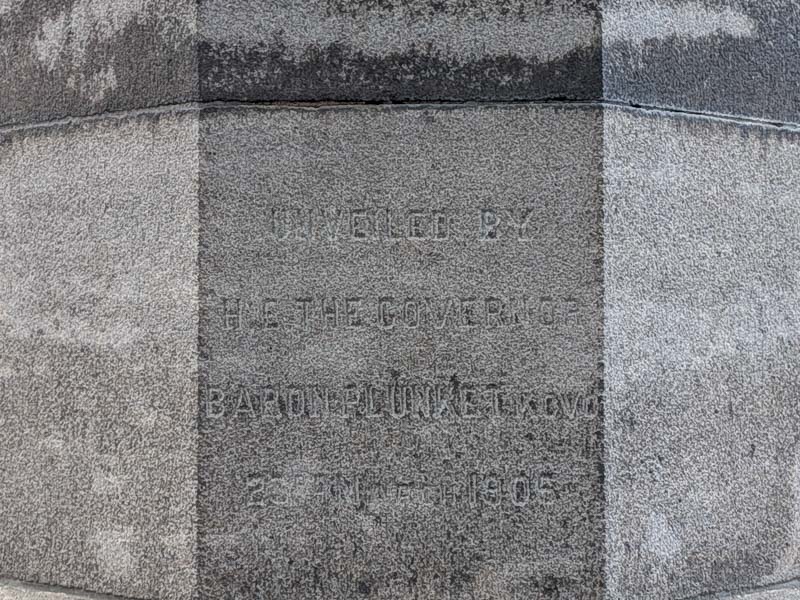 UNVEILED BY
H.E. THE GOVERNOR
BARON PLUNKET K.C.V.O
1905